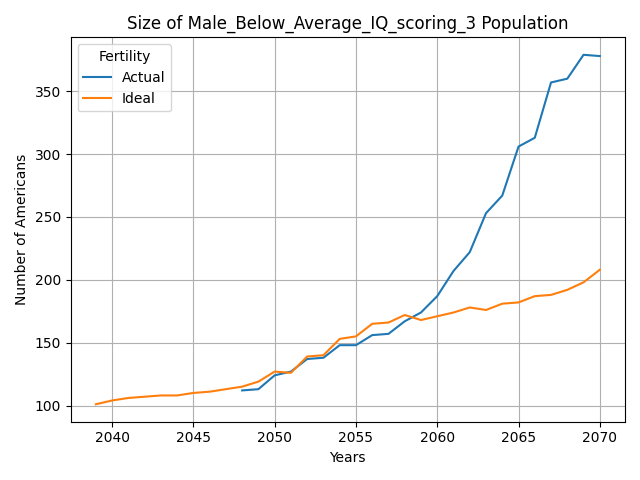 Size of Male_Below_Average_IQ_scoring_3 Population
Fertility
Actual
Ideal
Number of Americans
350
300
250
200
150
100
2040 2045 2050 2055 2060 2065 2070
Years